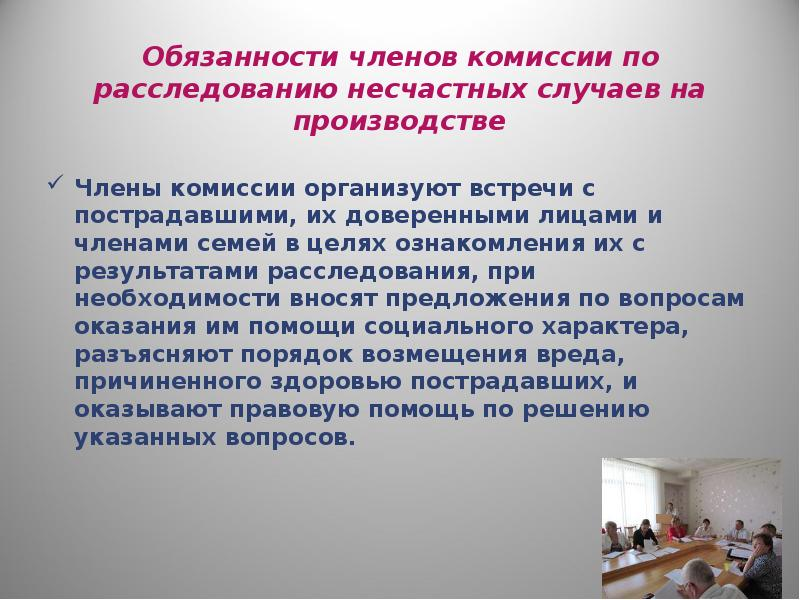 Обязанности членов комиссии по
расследованию несчастных случаев на
производстве
Члены комиссии организуют встречи с
пострадавшими, их доверенными лицами и
членами семей в целях ознакомления их с
результатами расследования, при
необходимости вносят предложения по вопросам
оказания им помощи социального характера,
разъясняют порядок возмещения вреда,
причиненного здоровью пострадавших, и
оказывают правовую помощь по решению
указанных вопросов.